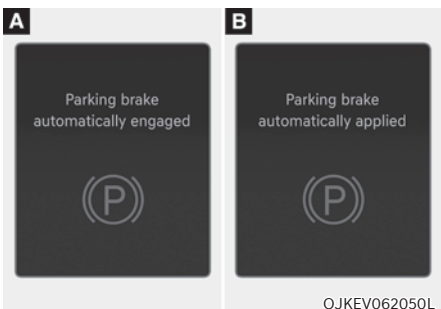 A
Parking brake
automatically engaged
P
B
Parking brake
automatically applied
P
OJKEV062050L